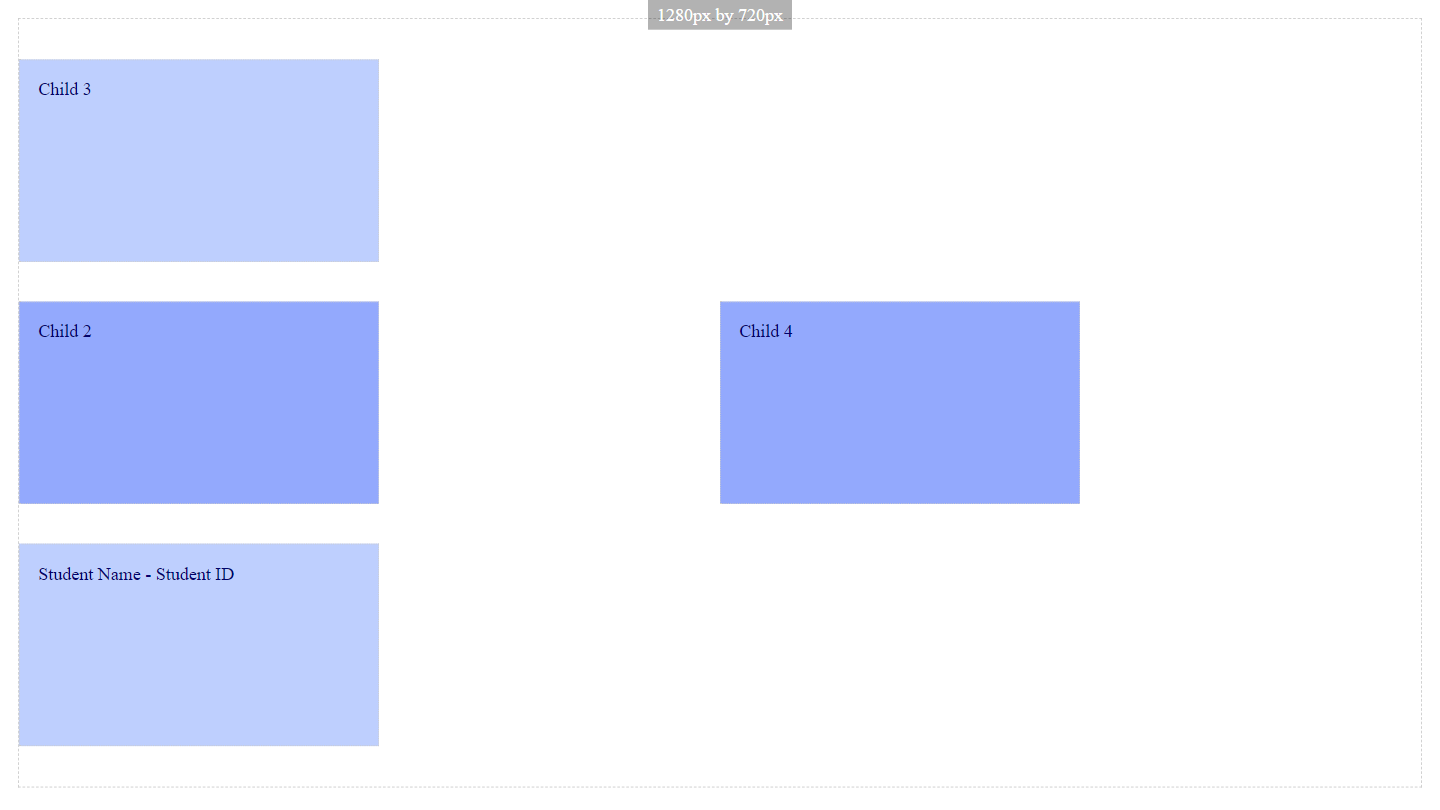 1280px by 720px
Child 3
Child 2
Child 4
Student Name - Student ID